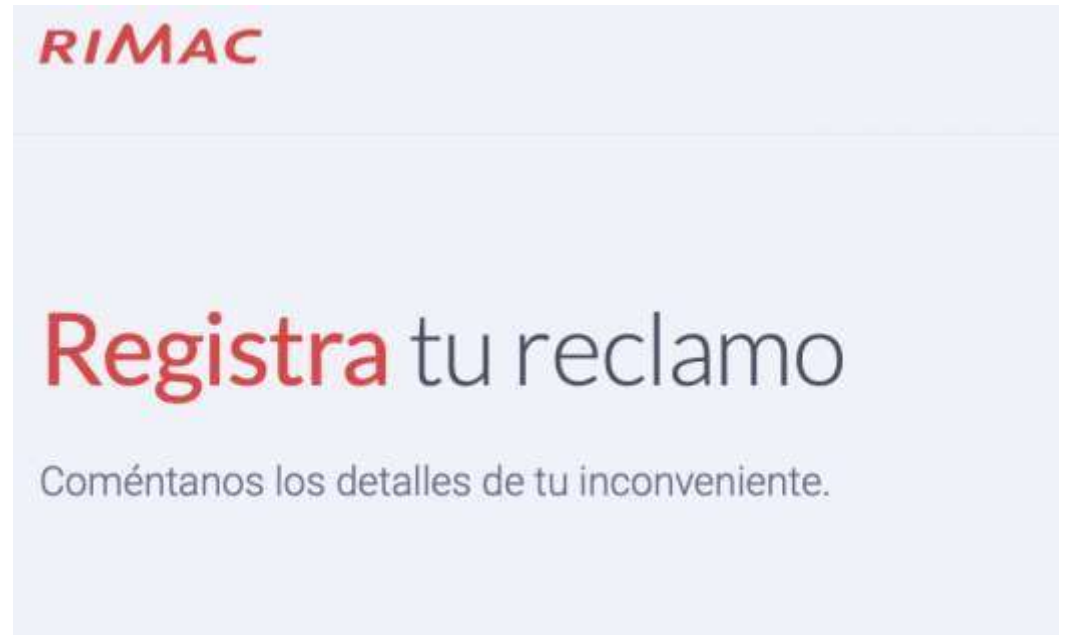 RIMAC
Registra tu reclamo
Coméntanos los detalles de tu inconveniente.